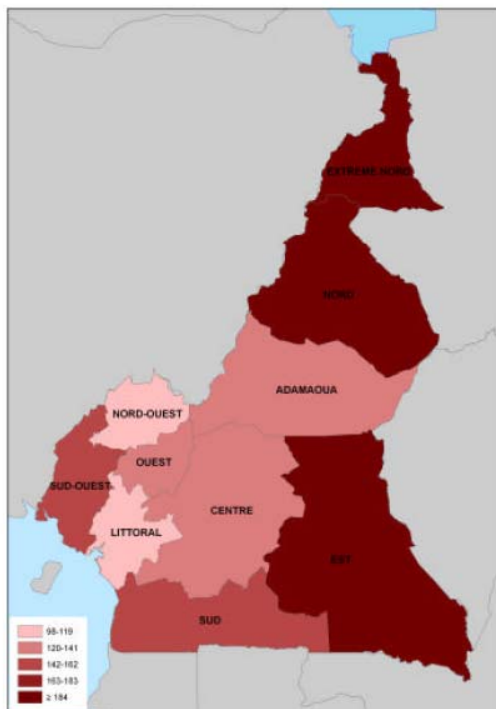 EXTREME-NORD
NORD
ADAMAOUA
NORD-OUEST
OUEST
SUD-OUEST
CENTRE
LITTORAL
EST
SUD
98-119
120-141
142-162
163-183
≥ 184